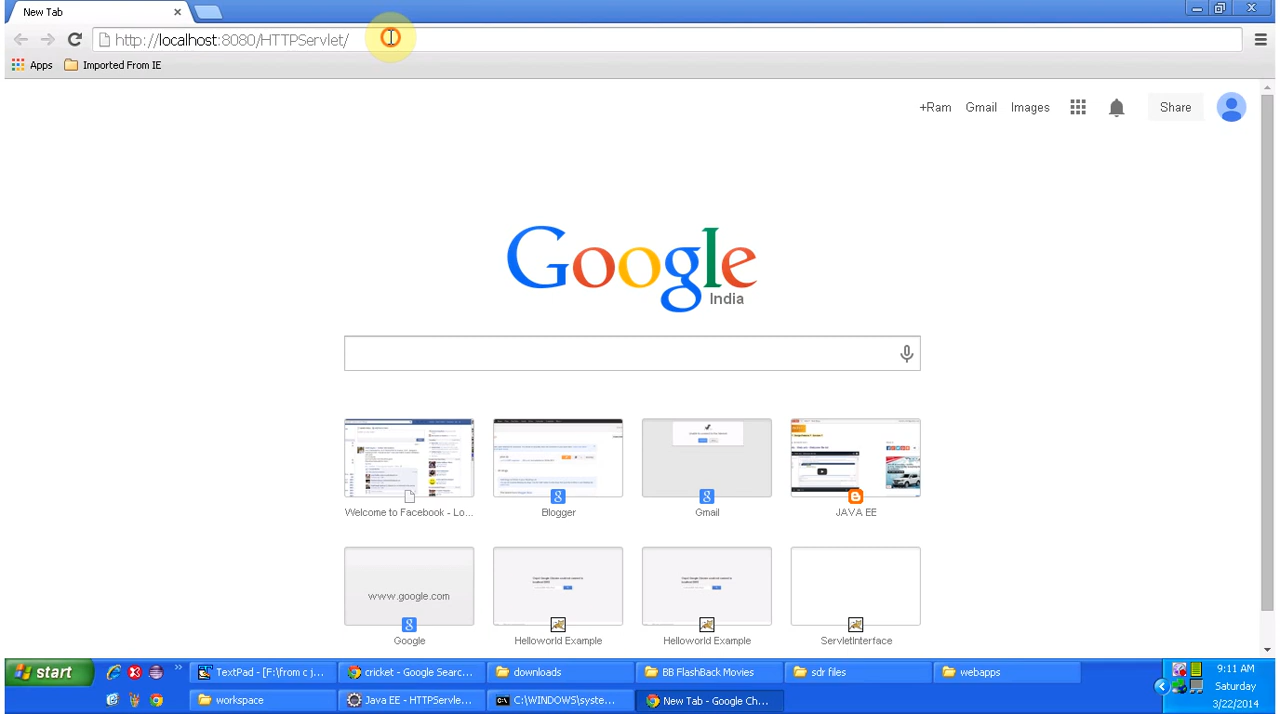 New Tab
http://localhost:8080/HTTPServlet/
Apps
Imported From IE
+Ram
Gmail
Images
Share
Google
India
Welcome to Facebook - Lo...
Blogger
Gmail
JAVA EE
www.google.com
Google
Helloworld Example
Helloworld Example
ServletInterface
start
TextPad - [F:\from c j...
cricket - Google Searc...
downloads
BB FlashBack Movies
sdr files
webapps
9:11 AM
workspace
Java EE - HTTPServle...
C:\WINDOWS\syste...
New Tab - Google Ch...
Saturday
3/22/2014